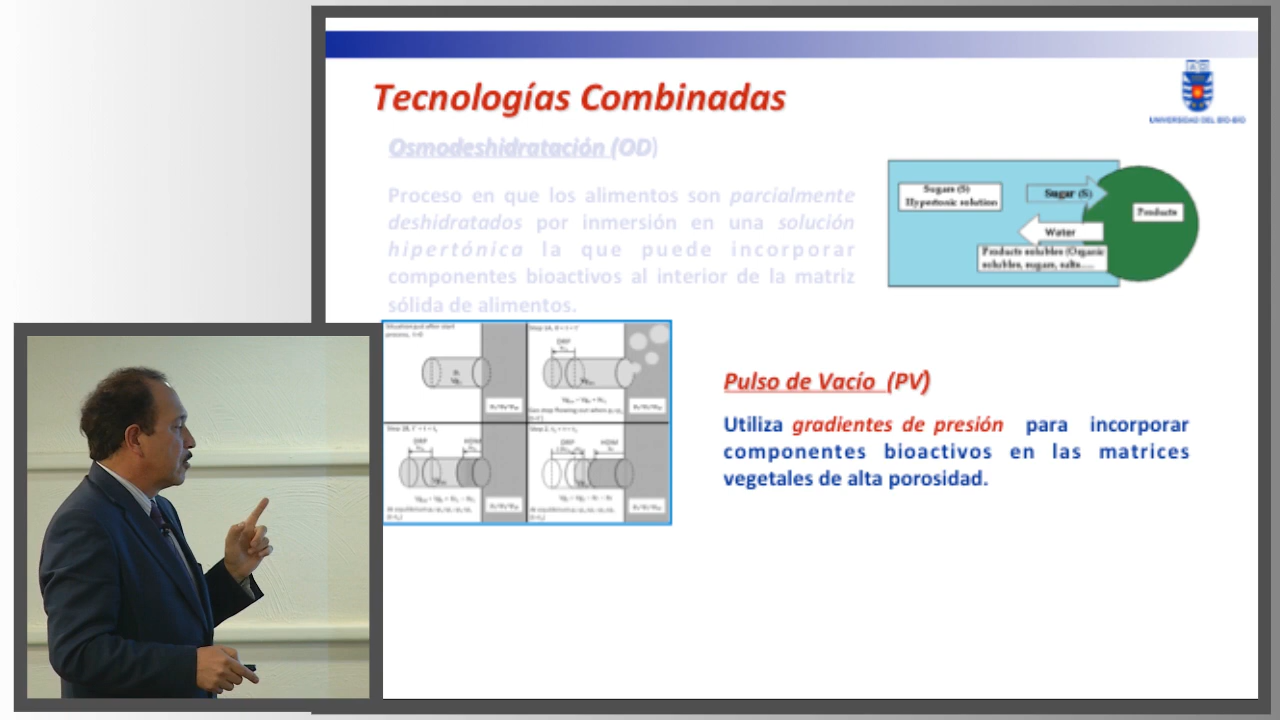 Tecnologías Combinadas
UNIVERSIDAD DEL BIO-BIO
Osmodeshidratación (OD)
Proceso en que los alimentos son parcialmente
deshidratados por inmersión en una solución
hipertónica la que puede incorporar
componentes bioactivos al interior de la matriz
sólida de alimentos.
Sugars (S)
Hypertonic solution
Sugar (S)
Products
Water
Products solubles (Organic
solubles, sugars, salts.....
Pulso de Vacío (PV)
Utiliza gradientes de presión para incorporar
componentes bioactivos en las matrices
vegetales de alta porosidad.